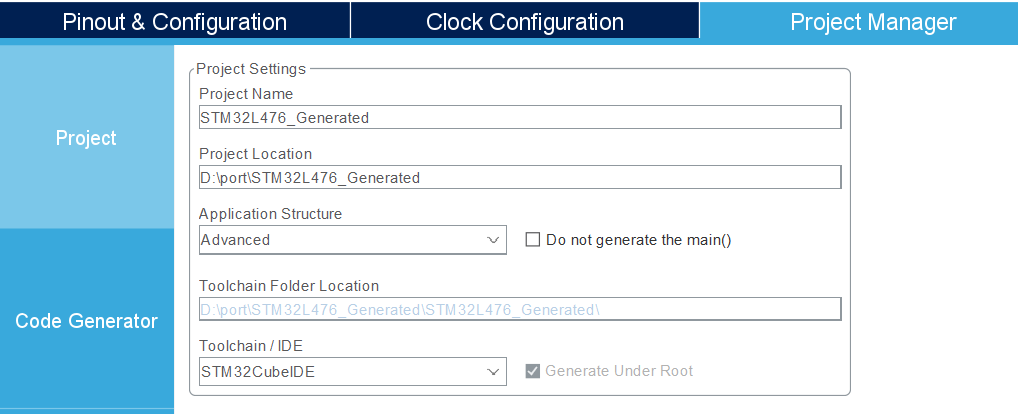 Pinout & Configuration
Clock Configuration
Project Manager
Project
Code Generator
Project Settings
Project Name
STM32L476_Generated
Project Location
D:\port\STM32L476_Generated
Application Structure
Advanced
Do not generate the main()
Toolchain Folder Location
D:\port\STM32L476_Generated\STM32L476_Generated\
Toolchain / IDE
STM32CubeIDE
Generate Under Root